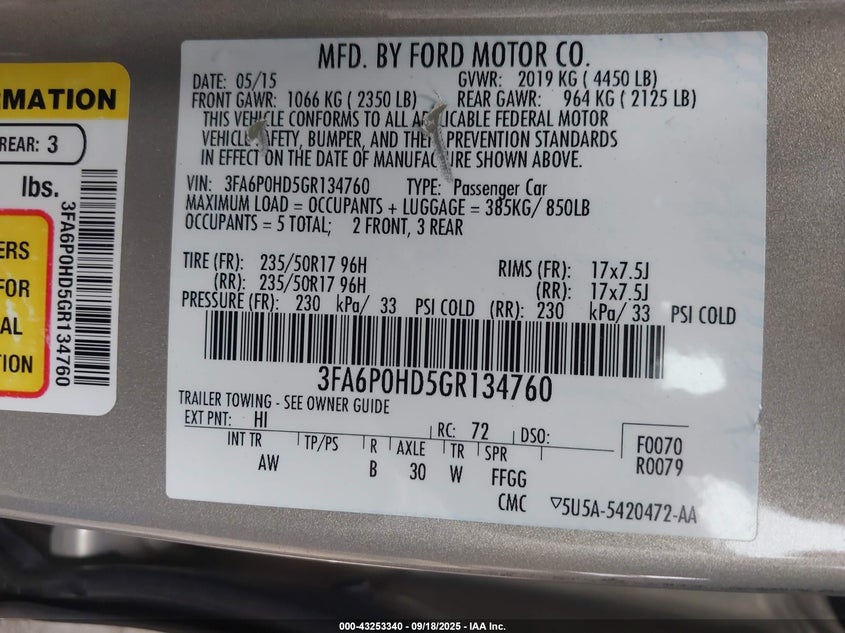 MFD. BY FORD MOTOR CO.
DATE: 05/15 GVWR: 2019 KG ( 4450 LB)
FRONT GAWR: 1066 KG ( 2350 LB) REAR GAWR: 964 KG ( 2125 LB)
THIS VEHICLE CONFORMS TO ALL APPLICABLE FEDERAL MOTOR
VEHICLE SAFETY, BUMPER, AND THEFT PREVENTION STANDARDS
IN EFFECT ON THE DATE OF MANUFACTURE SHOWN ABOVE.
VIN: 3FA6P0HD5GR134760 TYPE: Passenger Car
MAXIMUM LOAD = OCCUPANTS + LUGGAGE = 385KG/ 850LB
OCCUPANTS = 5 TOTAL; 2 FRONT, 3 REAR
TIRE (FR): 235/50R17 96H RIMS (FR): 17x7.5J
(RR): 235/50R17 96H (RR): 17x7.5J
PRESSURE (FR): 230 kPa/ 33 PSI COLD (RR): 230 kPa/ 33 PSI COLD
3FA6P0HD5GR134760
TRAILER TOWING - SEE OWNER GUIDE
EXT PNT: HI RC: 72 DSO: F0070
INT TR TP/PS R AXLE TR SPR R0079
AW B 30 W FFGG
CMC ▽5U5A-5420472-AA
RMATION
REAR: 3
lbs.
3FA6P0HD5GR134760
ERS
FOR
AL
TION
000-43253340 - 09/18/2025 - IAA Inc.